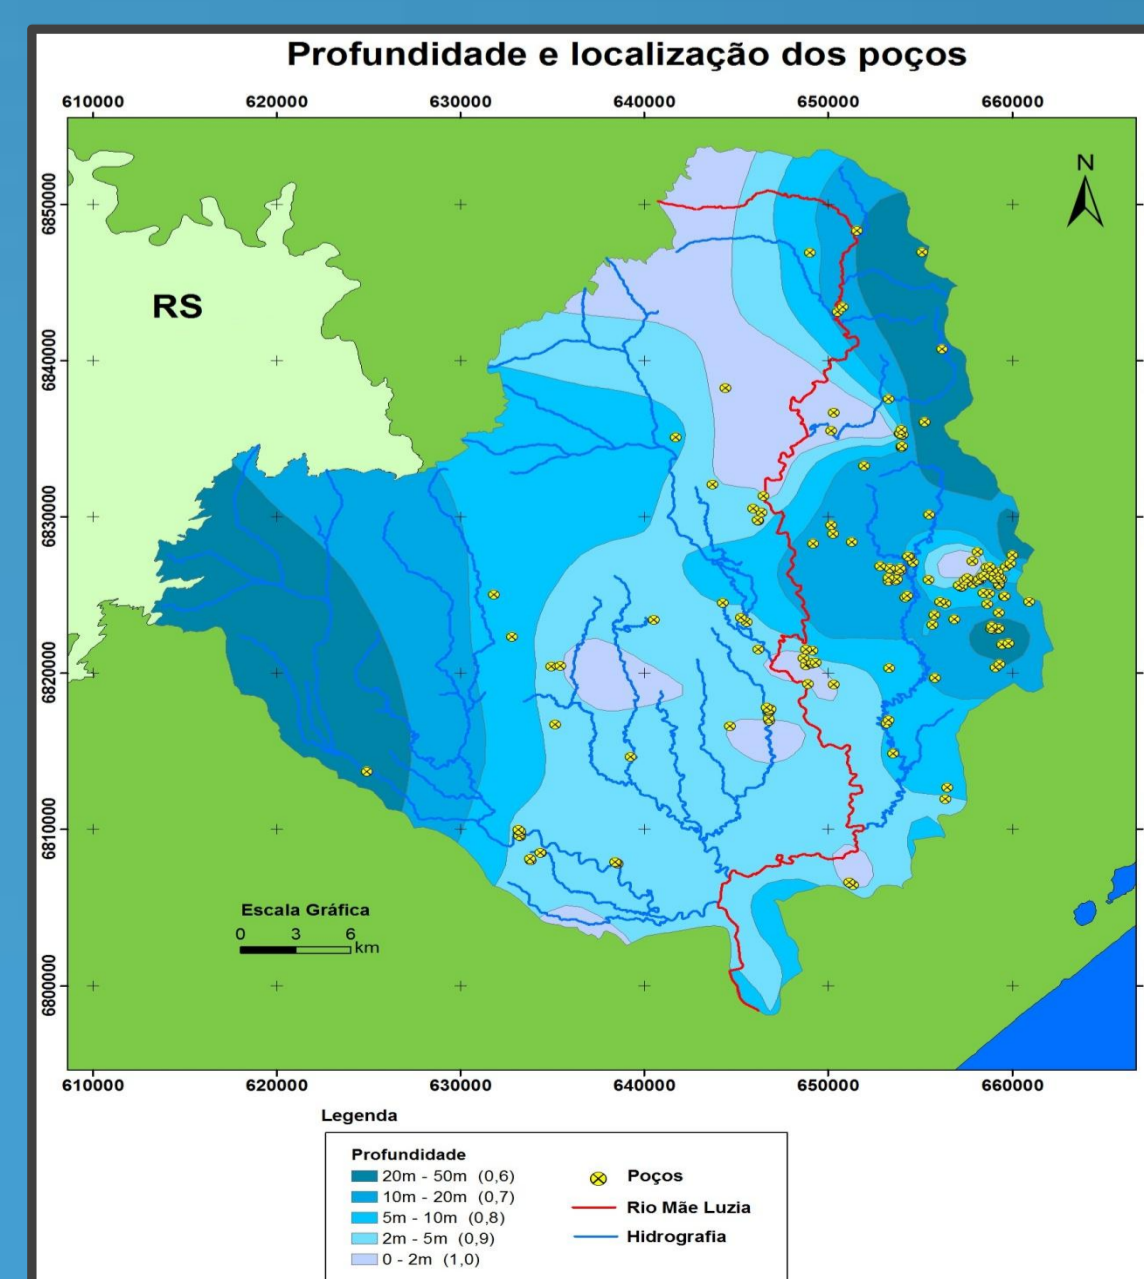 Profundidade e localização dos poços
610000 620000 630000 640000 650000 660000
N
RS
6850000
6840000
6830000
6820000
6810000
6800000
Escala Gráfica
0 3 6
km
610000 620000 630000 640000 650000 660000
Legenda
Profundidade
20m - 50m (0,6)
10m - 20m (0,7)
5m - 10m (0,8)
2m - 5m (0,9)
0 - 2m (1,0)
Poços
Rio Mãe Luzia
Hidrografia